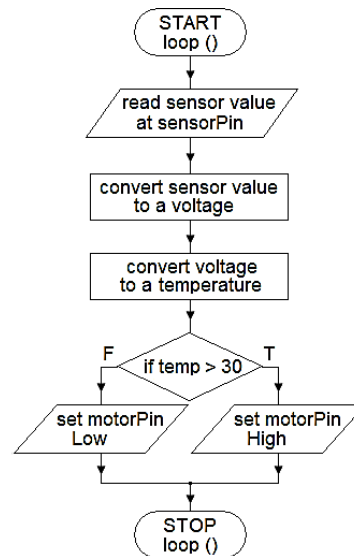 START
loop ()
read sensor value
at sensorPin
convert sensor value
to a voltage
convert voltage
to a temperature
if temp > 30
F
T
set motorPin
Low
set motorPin
High
STOP
loop ()